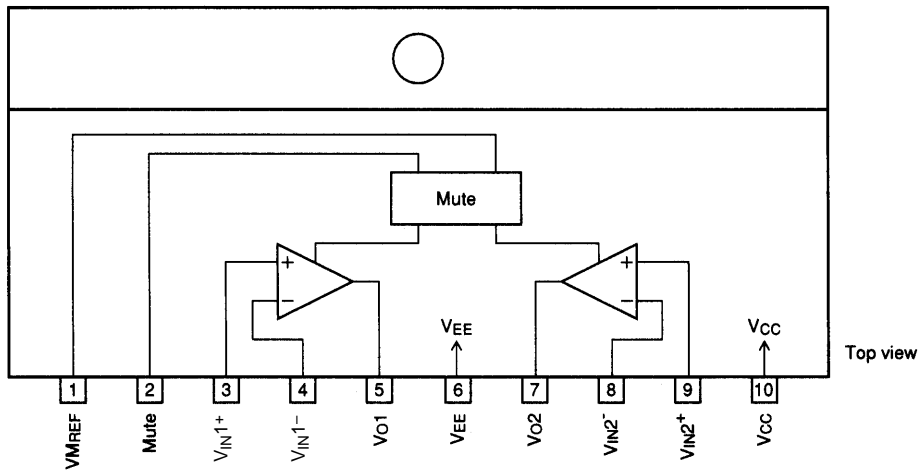 Mute
+
−
+
−
VEE
VCC
Top view
1 2 3 4 5 6 7 8 9 10
VMREF
Mute
VIN1+
VIN1−
VO1
VEE
VO2
VIN2-
VIN2+
VCC